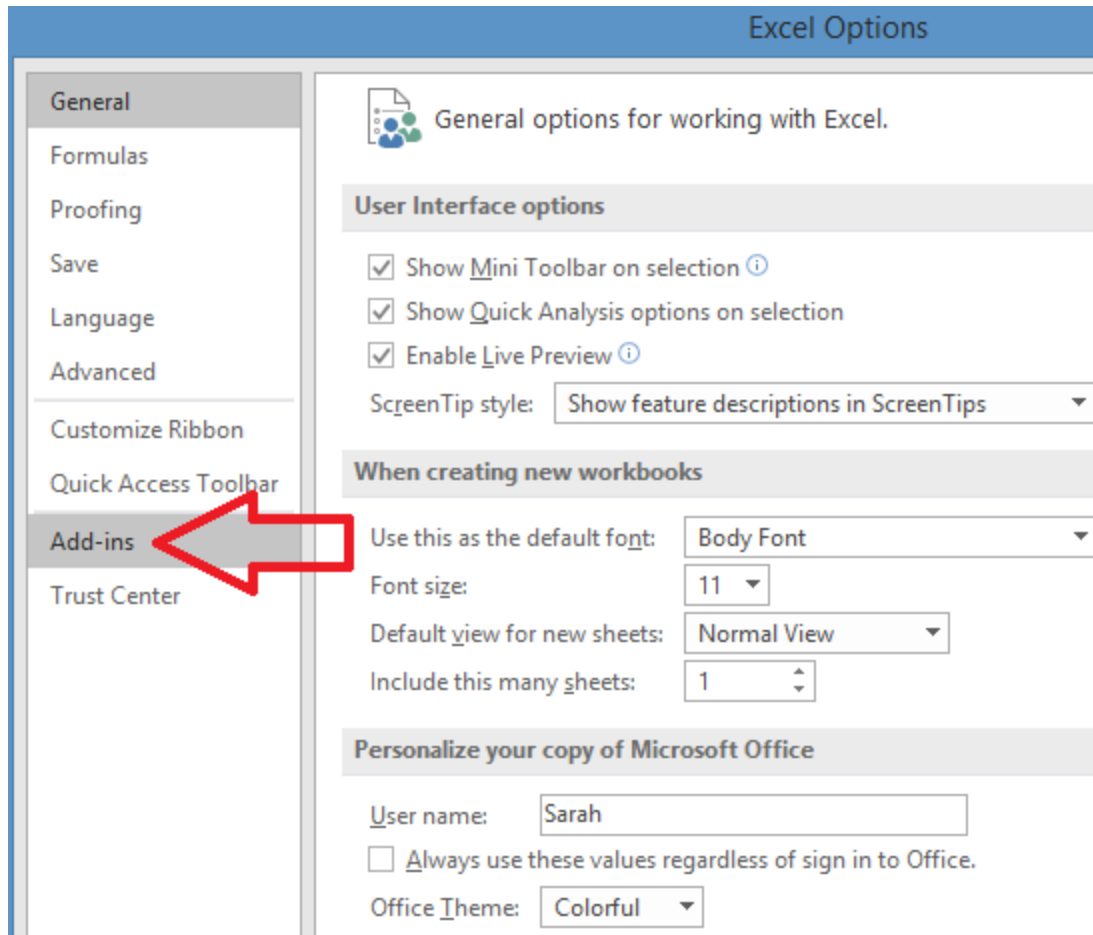 Excel Options
General
Formulas
Proofing
Save
Language
Advanced
Customize Ribbon
Quick Access Toolbar
Add-ins
Trust Center
General options for working with Excel.
User Interface options
Show Mini Toolbar on selection
Show Quick Analysis options on selection
Enable Live Preview
ScreenTip style: Show feature descriptions in ScreenTips
When creating new workbooks
Use this as the default font: Body Font
Font size: 11
Default view for new sheets: Normal View
Include this many sheets: 1
Personalize your copy of Microsoft Office
User name: Sarah
Always use these values regardless of sign in to Office.
Office Theme: Colorful